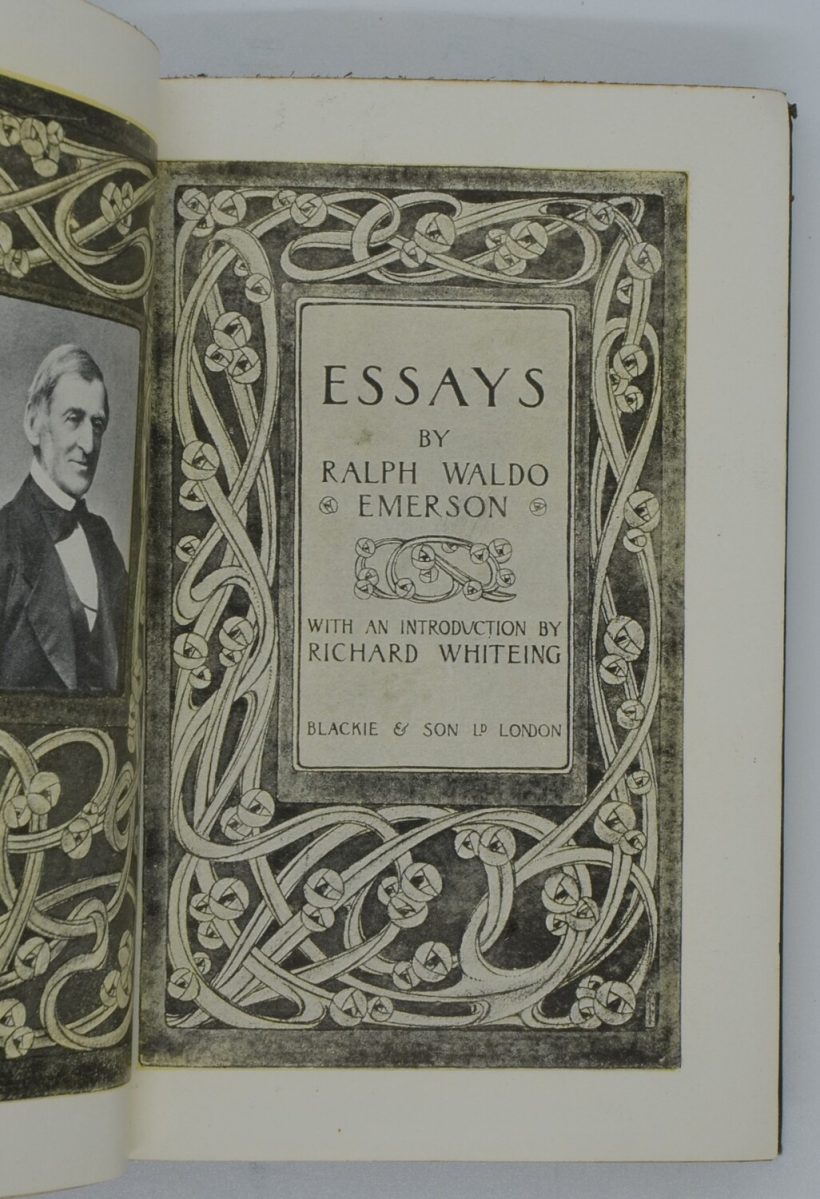 ESSAYS
BY
RALPH WALDO
EMERSON
WITH AN INTRODUCTION BY
RICHARD WHITEING
BLACKIE & SON LD LONDON